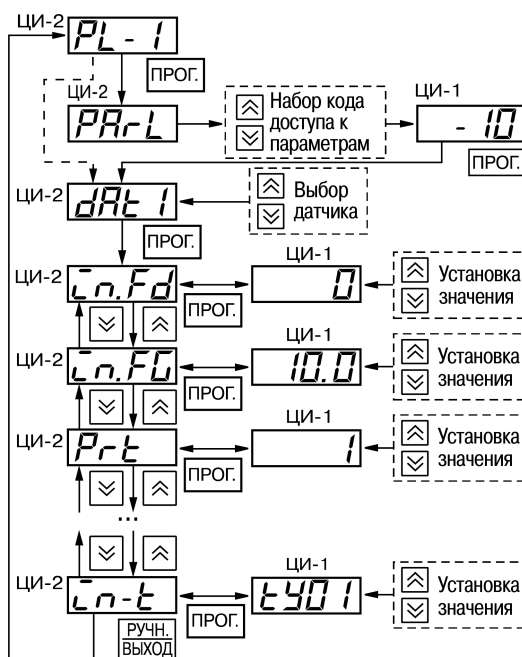 ЦИ-2 PL-1
ПРОГ.
ЦИ-2 ЦИ-1
PArL Набор кода доступа к параметрам -10
ПРОГ.
ЦИ-2 dAt1 Выбор датчика
ПРОГ.
ЦИ-1
ЦИ-2 in.Fd ПРОГ. 0 Установка значения
ЦИ-1
ЦИ-2 in.FG ПРОГ. 10.0 Установка значения
ЦИ-1
ЦИ-2 Prt ПРОГ. 1 Установка значения
...
ЦИ-1
ЦИ-2 in-t ПРОГ. tY01 Установка значения
РУЧН.
ВЫХОД